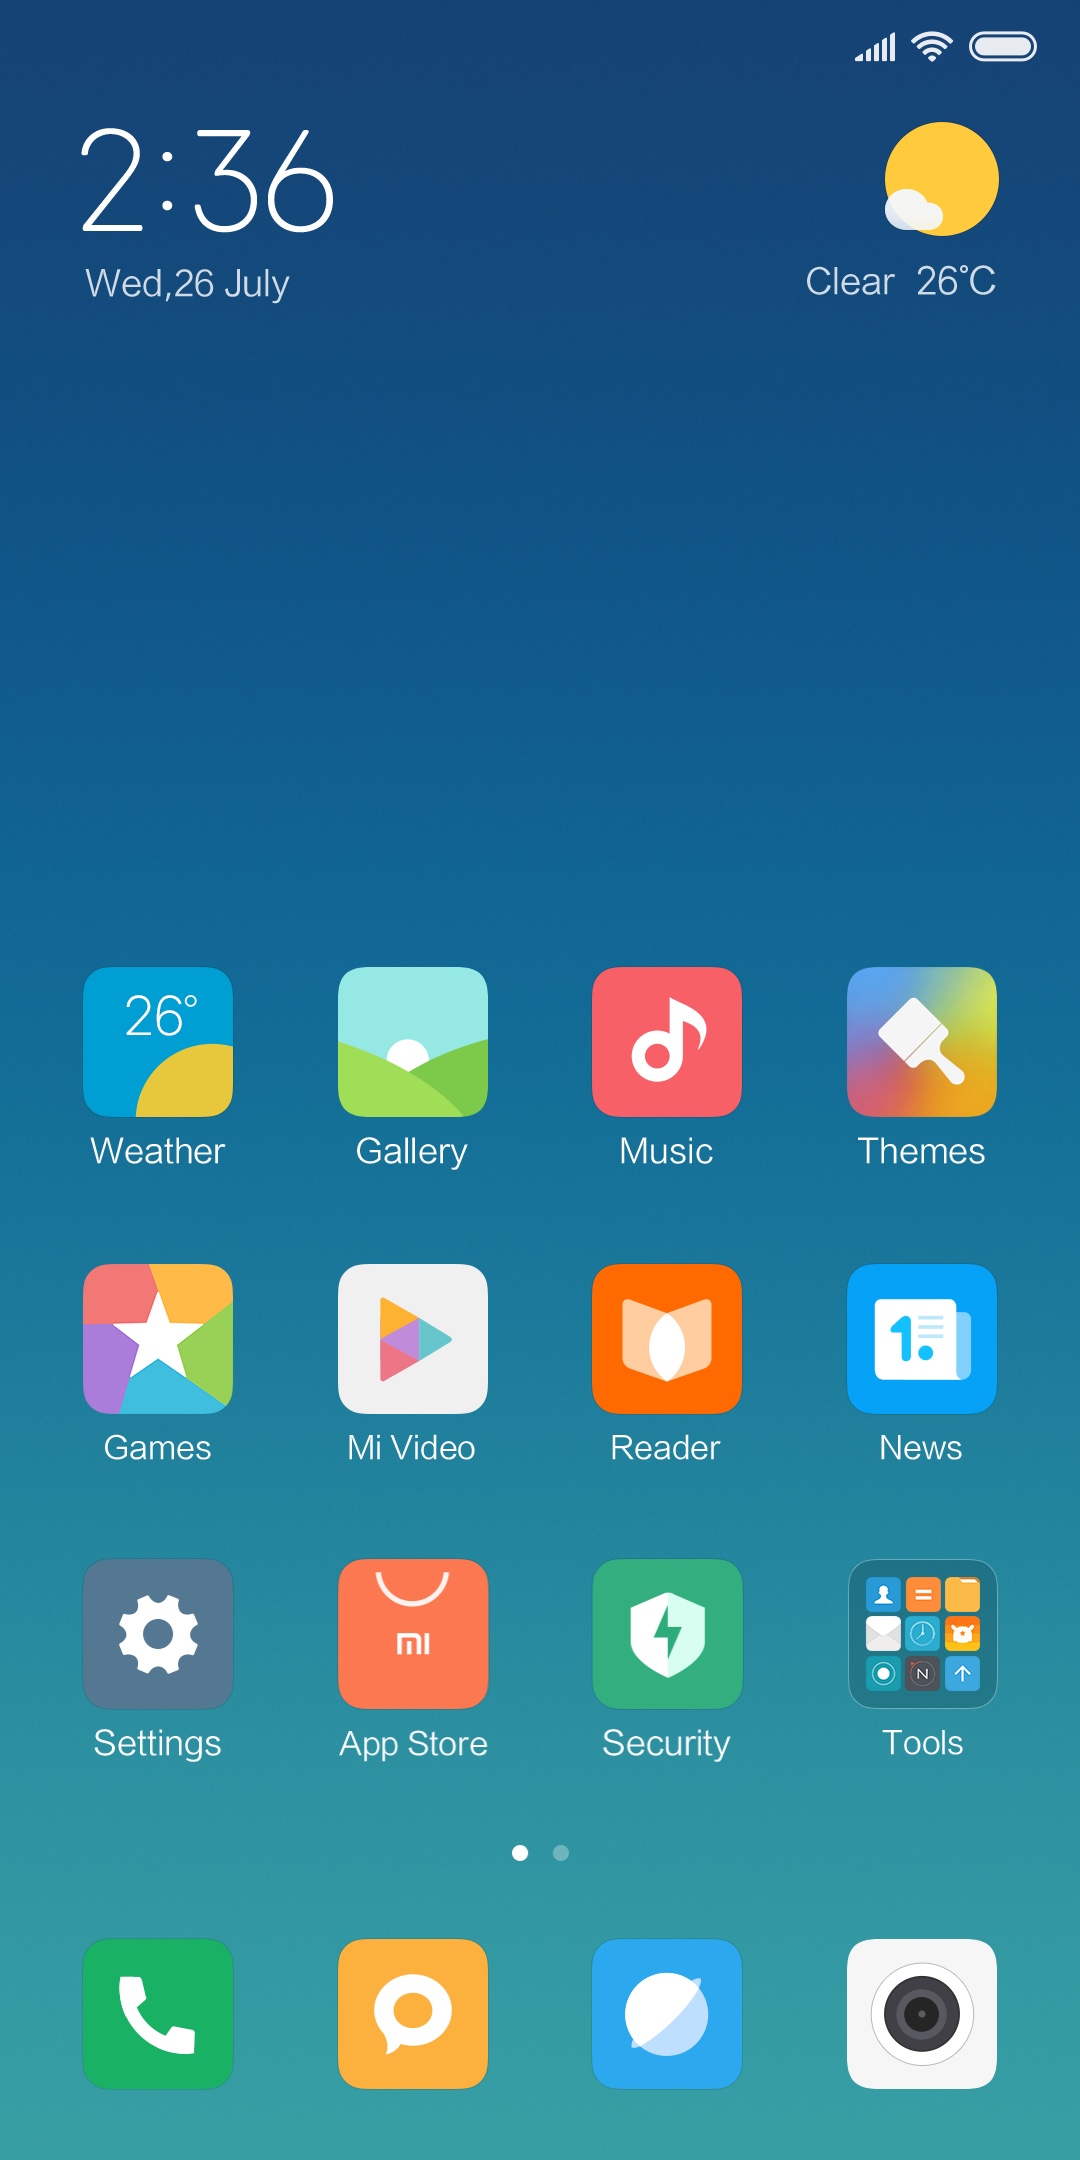 2:36
Wed,26 July
Clear 26°C
26°
Weather
Gallery
Music
Themes
1.
Games
Mi Video
Reader
News
mi
N
Settings
App Store
Security
Tools